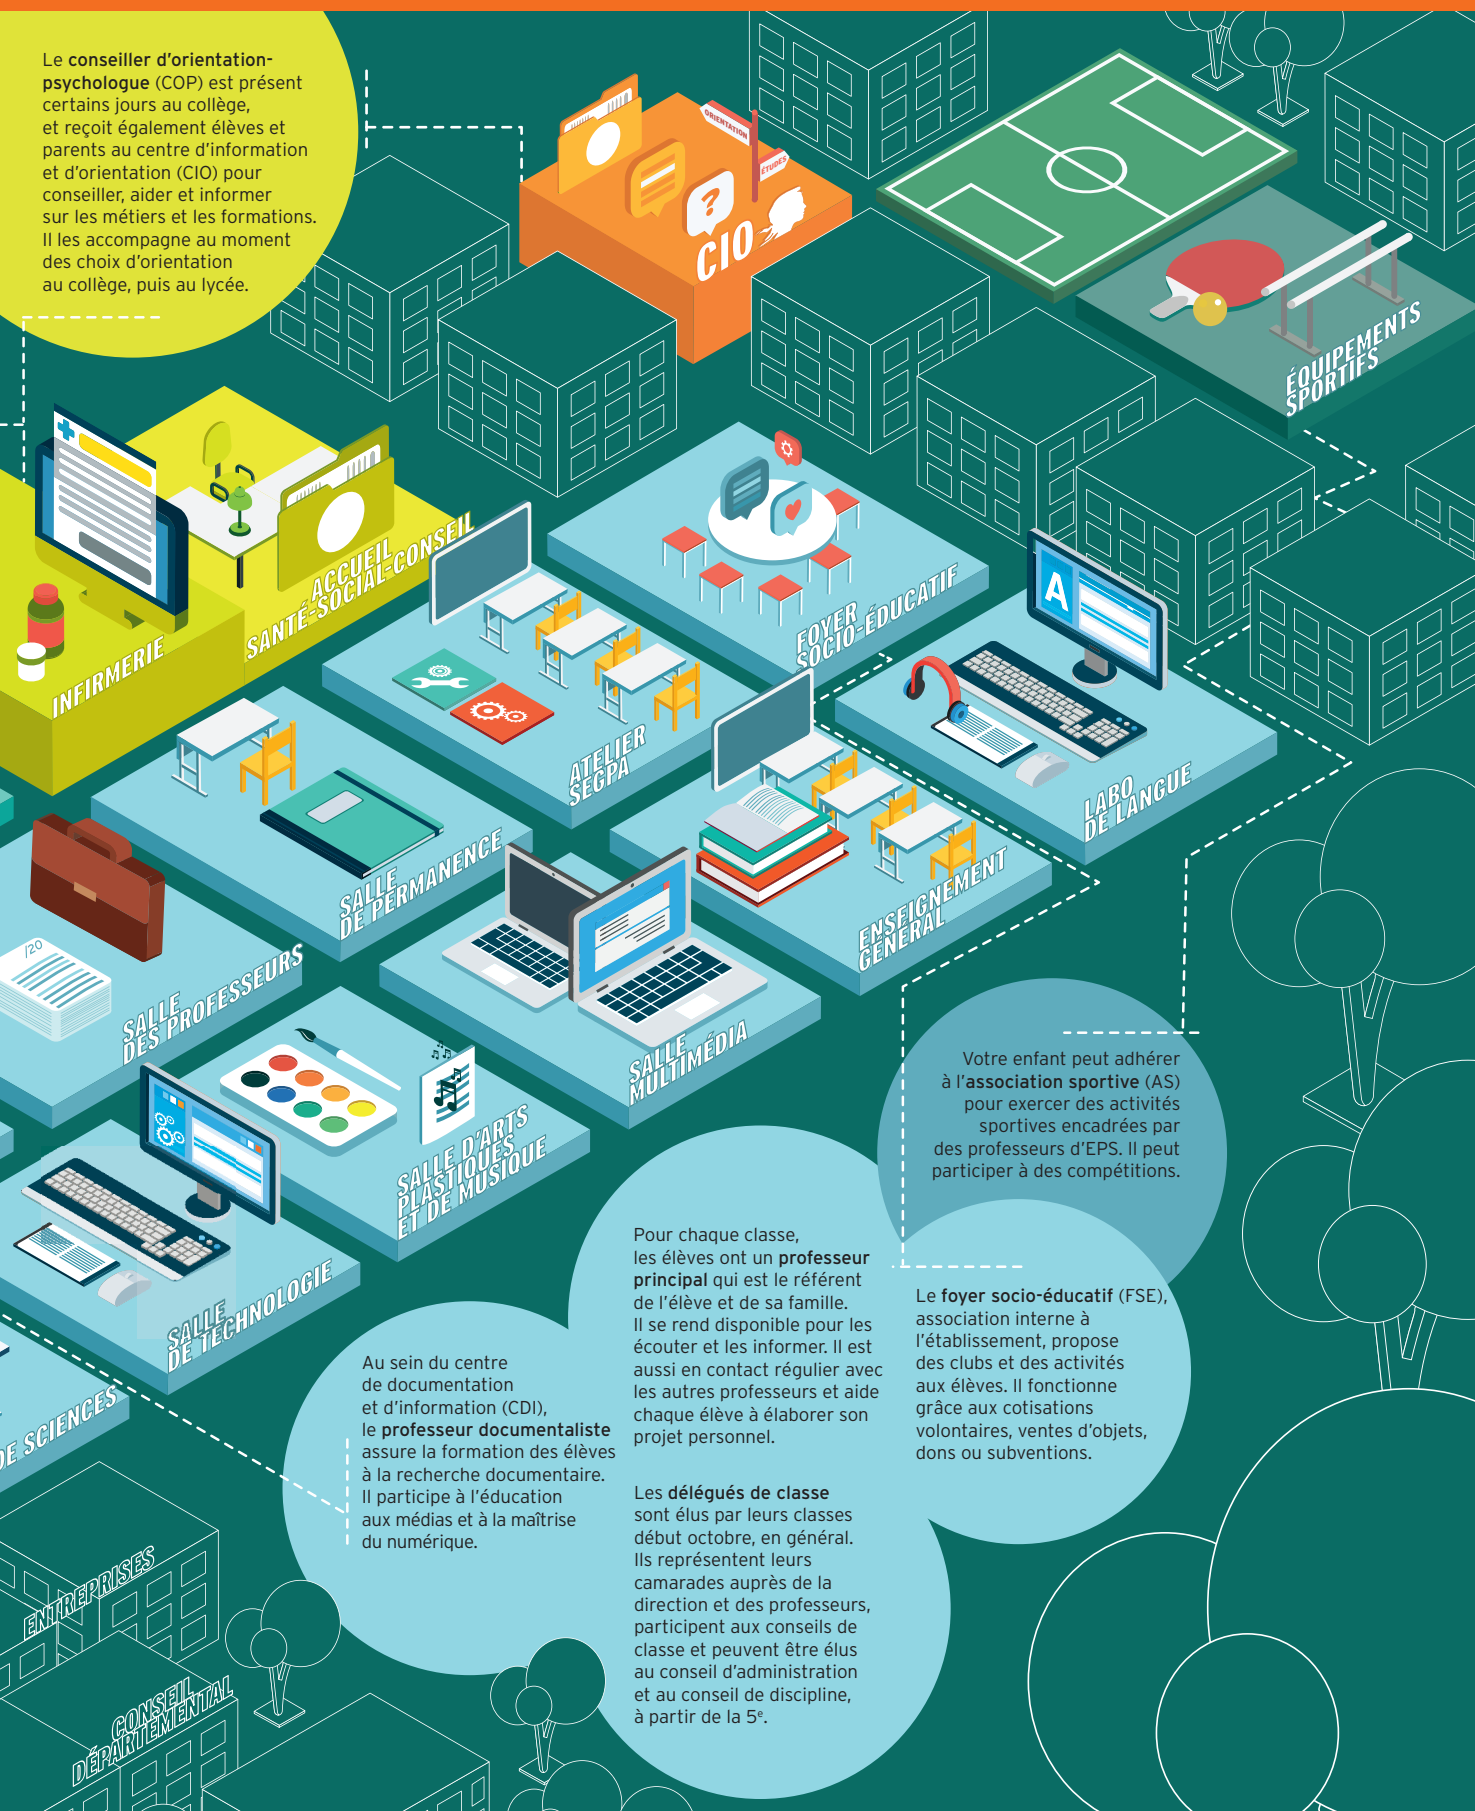 Le conseiller d'orientation-
psychologue (COP) est présent
certains jours au collège,
et reçoit également élèves et
parents au centre d'information
et d'orientation (CIO) pour
conseiller, aider et informer
sur les métiers et les formations.
Il les accompagne au moment
des choix d'orientation
au collège, puis au lycée.
ORIENTATION
ÉTUDES
?
CIO
ÉQUIPEMENTS
SPORTIFS
ACCUEIL
SANTÉ-SOCIAL-CONSEIL
INFIRMERIE
FOYER
SOCIO-ÉDUCATIF
A
ATELIER
SEGPA
LABO
DE LANGUE
SALLE
DE PERMANENCE
ENSEIGNEMENT
GÉNÉRAL
/20
SALLE
DES PROFESSEURS
SALLE
MULTIMÉDIA
SALLE D'ARTS
PLASTIQUES
ET DE MUSIQUE
SALLE
DE TECHNOLOGIE
DE SCIENCES
Votre enfant peut adhérer
à l'association sportive (AS)
pour exercer des activités
sportives encadrées par
des professeurs d'EPS. Il peut
participer à des compétitions.
Pour chaque classe,
les élèves ont un professeur
principal qui est le référent
de l'élève et de sa famille.
Il se rend disponible pour les
écouter et les informer. Il est
aussi en contact régulier avec
les autres professeurs et aide
chaque élève à élaborer son
projet personnel.
Le foyer socio-éducatif (FSE),
association interne à
l'établissement, propose
des clubs et des activités
aux élèves. Il fonctionne
grâce aux cotisations
volontaires, ventes d'objets,
dons ou subventions.
Au sein du centre
de documentation
et d'information (CDI),
le professeur documentaliste
assure la formation des élèves
à la recherche documentaire.
Il participe à l'éducation
aux médias et à la maîtrise
du numérique.
Les délégués de classe
sont élus par leurs classes
début octobre, en général.
Ils représentent leurs
camarades auprès de la
direction et des professeurs,
participent aux conseils de
classe et peuvent être élus
au conseil d'administration
et au conseil de discipline,
à partir de la 5e.
ENTREPRISES
CONSEIL
DÉPARTEMENTAL